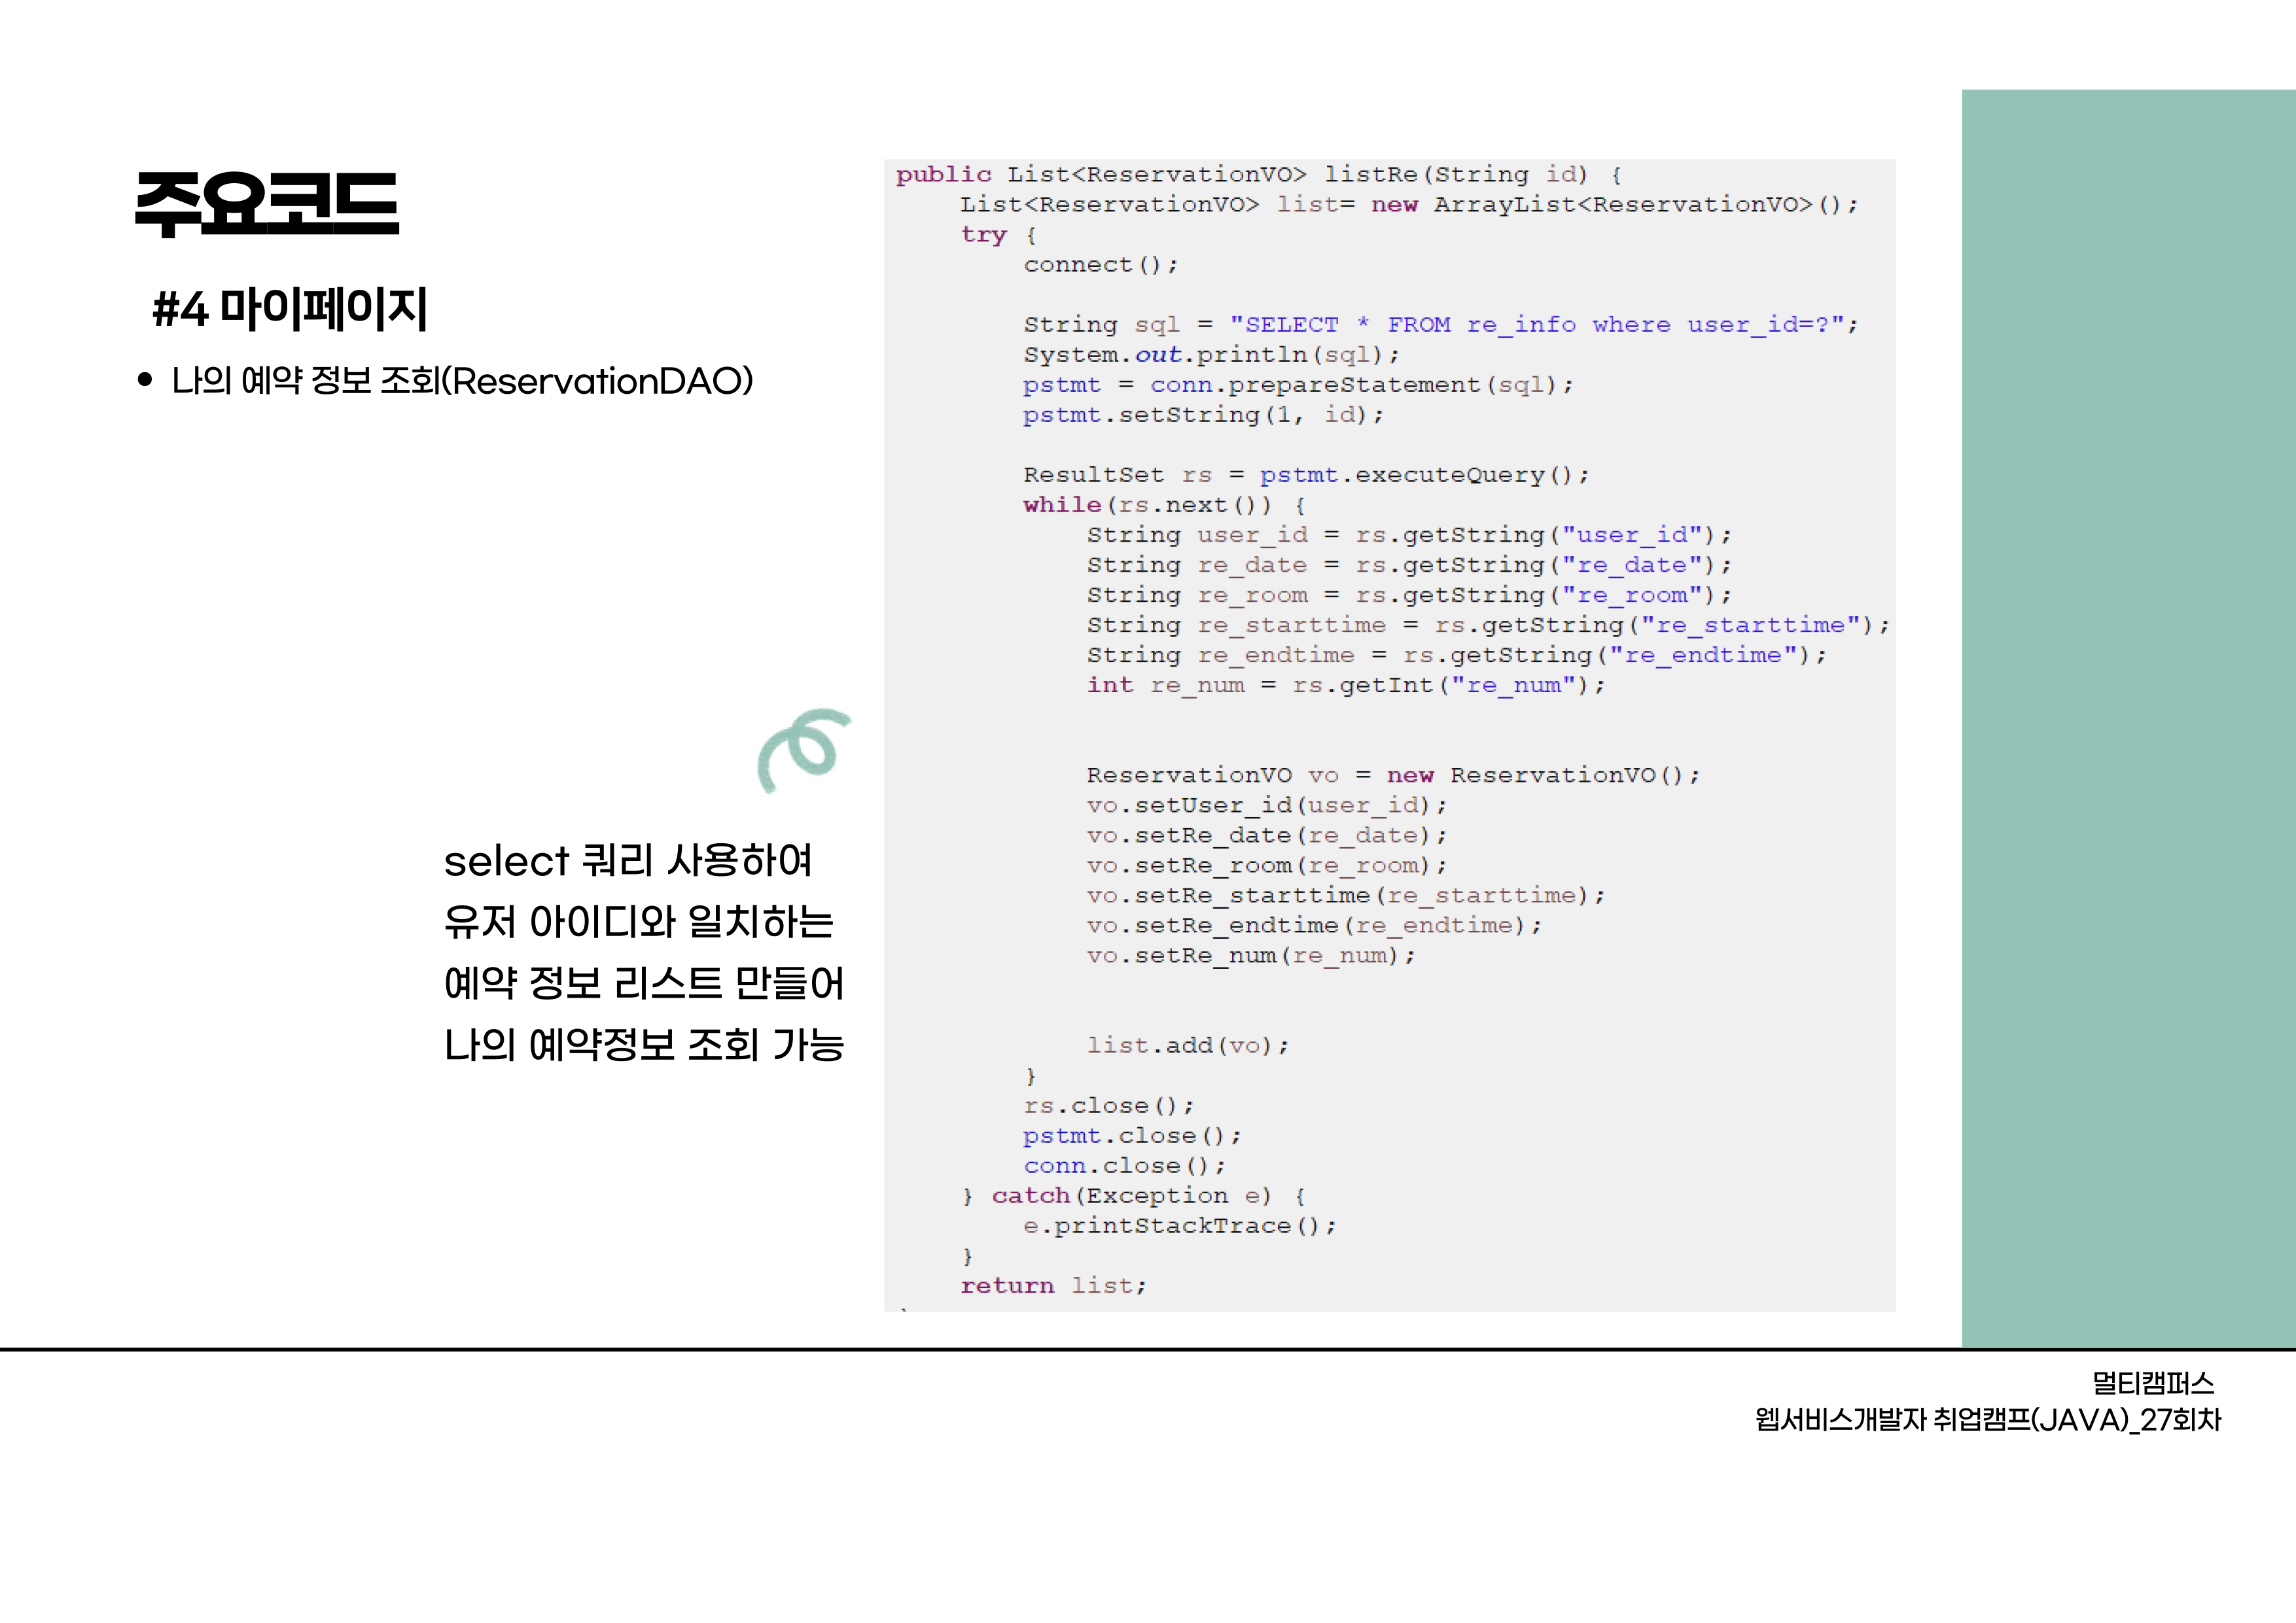 주요코드
#4 마이페이지
• 나의 예약 정보 조회(ReservationDAO)
select 쿼리 사용하여
유저 아이디와 일치하는
예약 정보 리스트 만들어
나의 예약정보 조회 가능
public List<ReservationVO> listRe(String id) {
List<ReservationVO> list= new ArrayList<ReservationVO>();
try {
connect();
String sql = "SELECT * FROM re_info where user_id=?";
System.out.println(sql);
pstmt = conn.prepareStatement(sql);
pstmt.setString(1, id);
ResultSet rs = pstmt.executeQuery();
while(rs.next()) {
String user_id = rs.getString("user_id");
String re_date = rs.getString("re_date");
String re_room = rs.getString("re_room");
String re_starttime = rs.getString("re_starttime");
String re_endtime = rs.getString("re_endtime");
int re_num = rs.getInt("re_num");
ReservationVO vo = new ReservationVO();
vo.setUser_id(user_id);
vo.setRe_date(re_date);
vo.setRe_room(re_room);
vo.setRe_starttime(re_starttime);
vo.setRe_endtime(re_endtime);
vo.setRe_num(re_num);
list.add(vo);
}
rs.close();
pstmt.close();
conn.close();
} catch(Exception e) {
e.printStackTrace();
}
return list;
멀티캠퍼스
웹서비스개발자 취업캠프(JAVA)_27회차